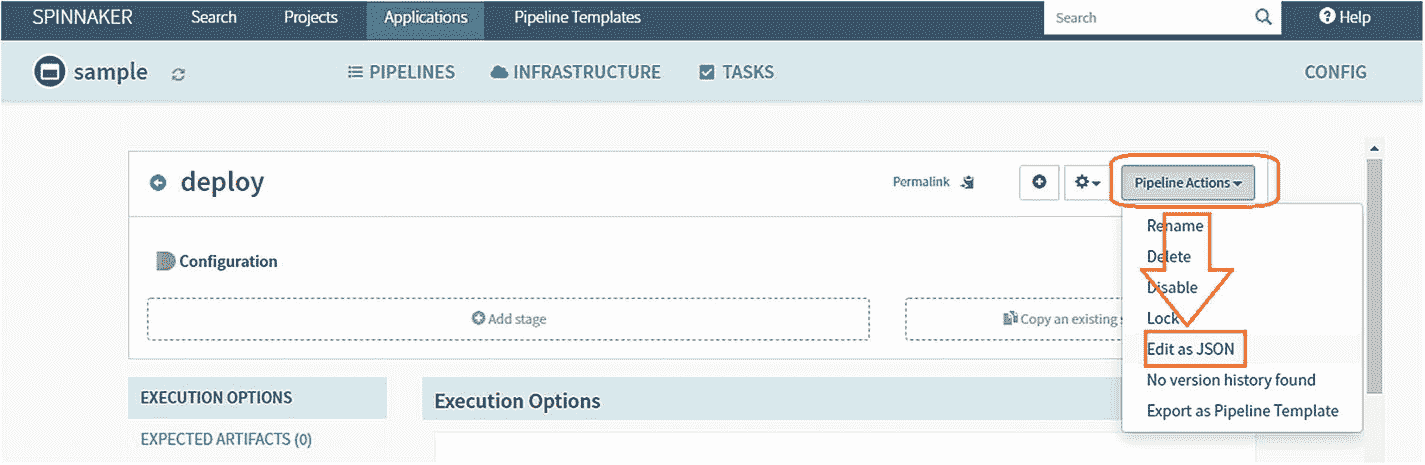 SPINNAKER Search Projects Applications Pipeline Templates Search Help
sample PIPELINES INFRASTRUCTURE TASKS CONFIG
deploy Permalink Pipeline Actions
Rename
Delete
Configuration
Disable
Add stage Copy an existing Lock
Edit as JSON
No version history found
EXECUTION OPTIONS Execution Options
Export as Pipeline Template
EXPECTED ARTIFACTS (0)